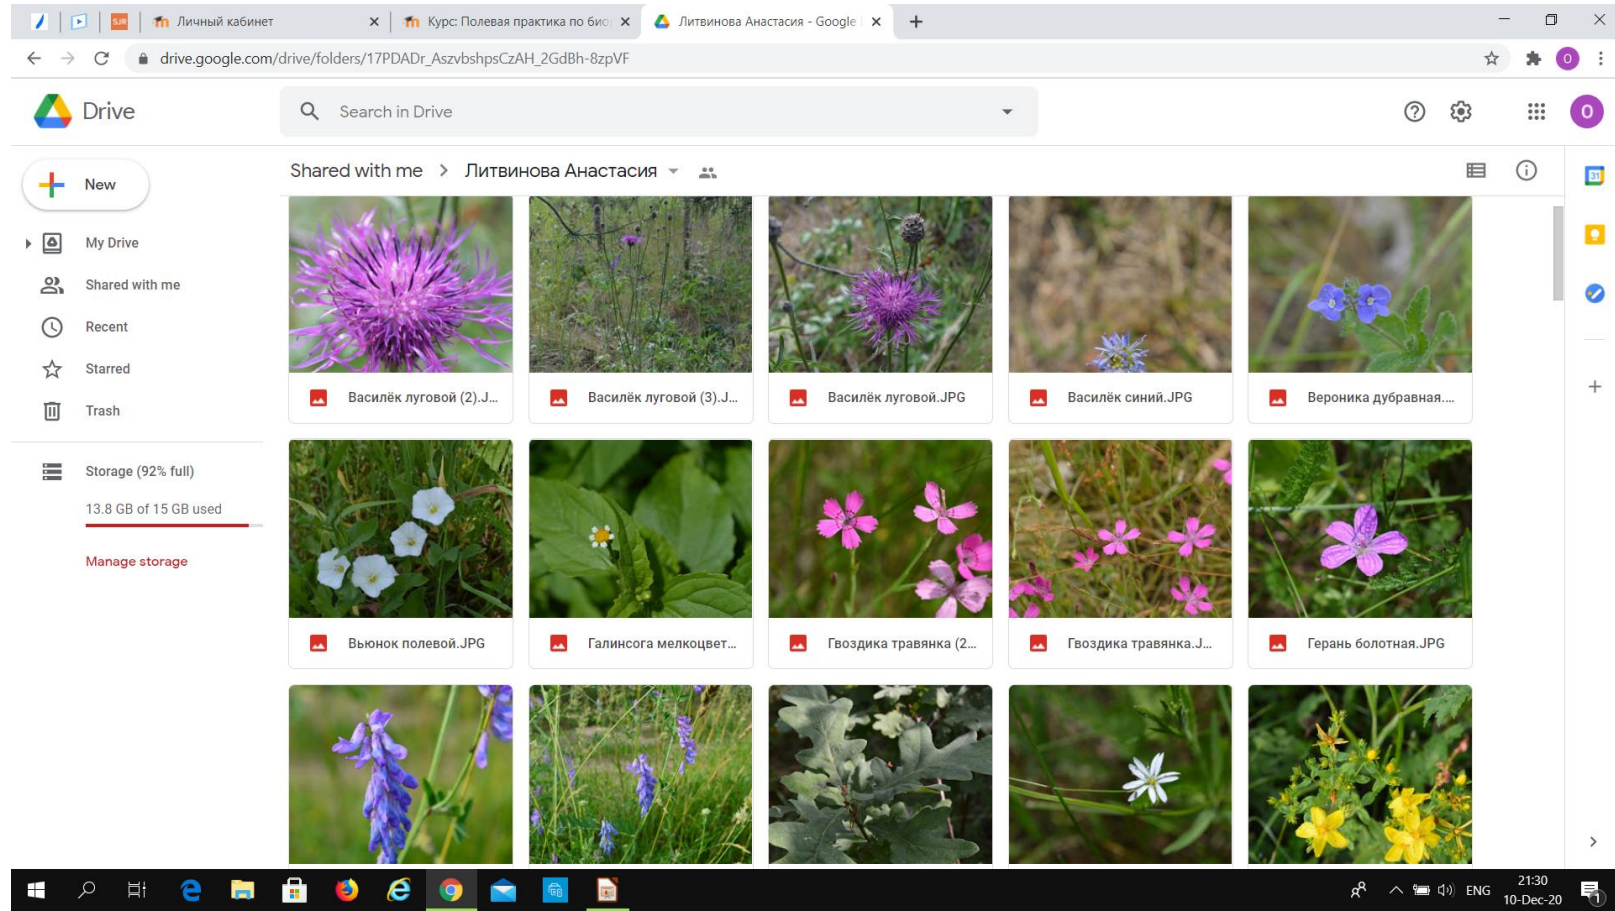 SJR
Личный кабинет
Курс: Полевая практика по био
Литвинова Анастасия - Google
drive.google.com/drive/folders/17PDADr_AszvbshpsCzAH_2GdBh-8zpVF
O
Drive
Search in Drive
O
New
Shared with me > Литвинова Анастасия
31
My Drive
Shared with me
Recent
Starred
Trash
Storage (92% full)
13.8 GB of 15 GB used
Manage storage
Василёк луговой (2).J...
Василёк луговой (3).J...
Василёк луговой.JPG
Василёк синий.JPG
Вероника дубравная....
Вьюнок полевой.JPG
Галинсога мелкоцвет...
Гвоздика травянка (2...
Гвоздика травянка.J...
Герань болотная.JPG
ENG
21:30
10-Dec-20
1